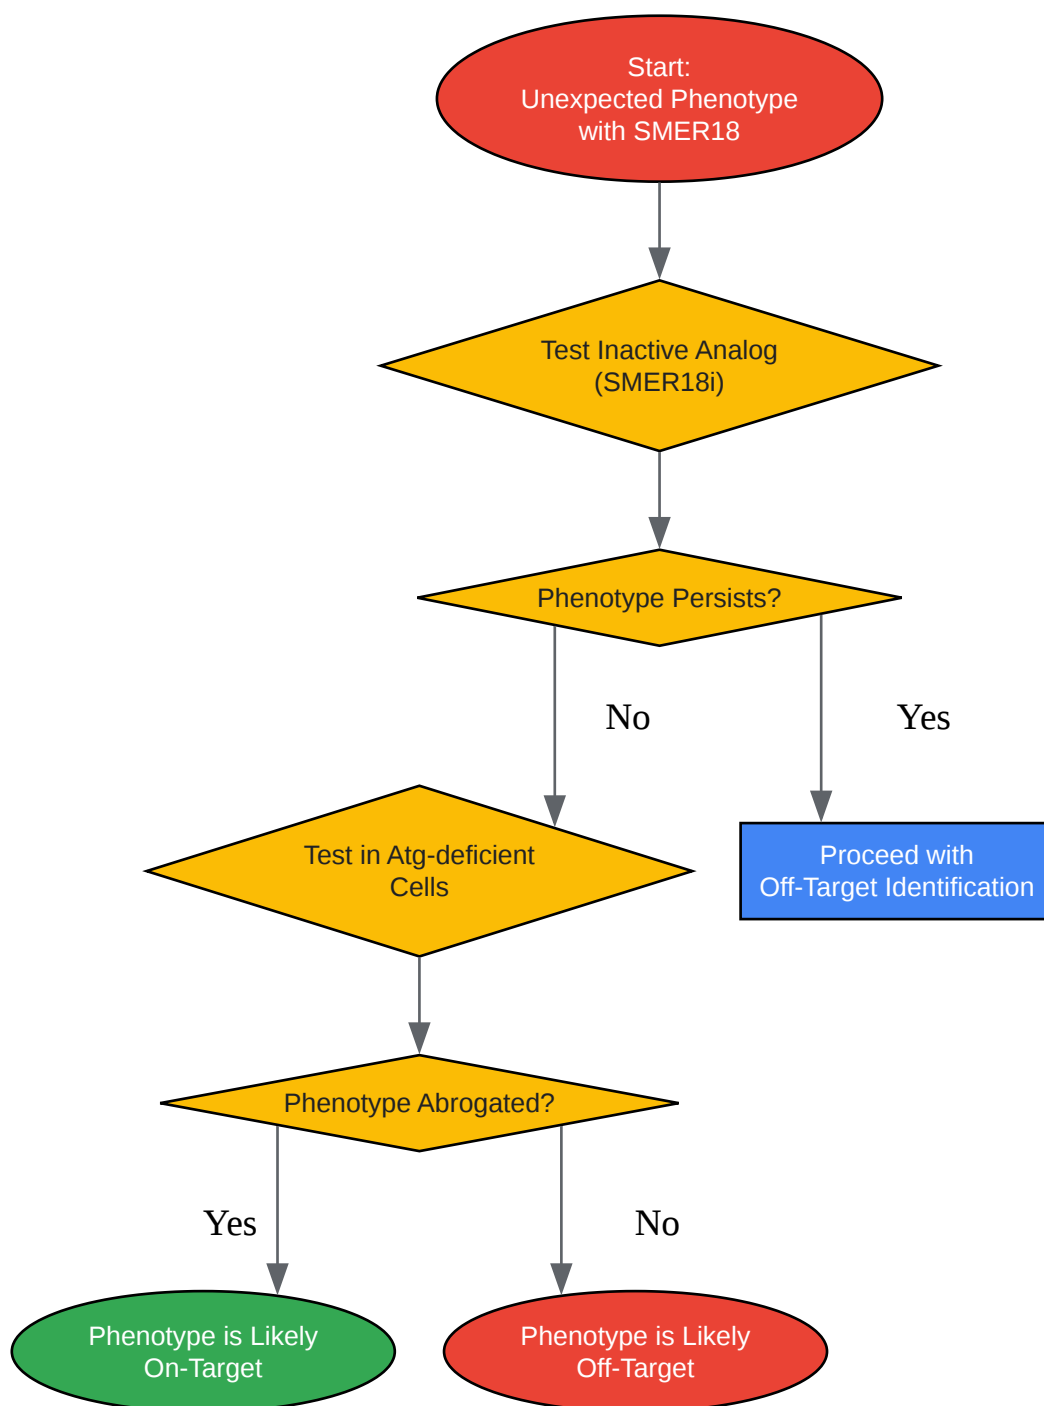 Start:
Unexpected Phenotype
with SMER18
Test Inactive Analog
(SMER18i)
Phenotype Persists?
No
Yes
Test in Atg-deficient
Cells
Proceed with
Off-Target Identification
Phenotype Abrogated?
Yes
No
Phenotype is Likely
On-Target
Phenotype is Likely
Off-Target